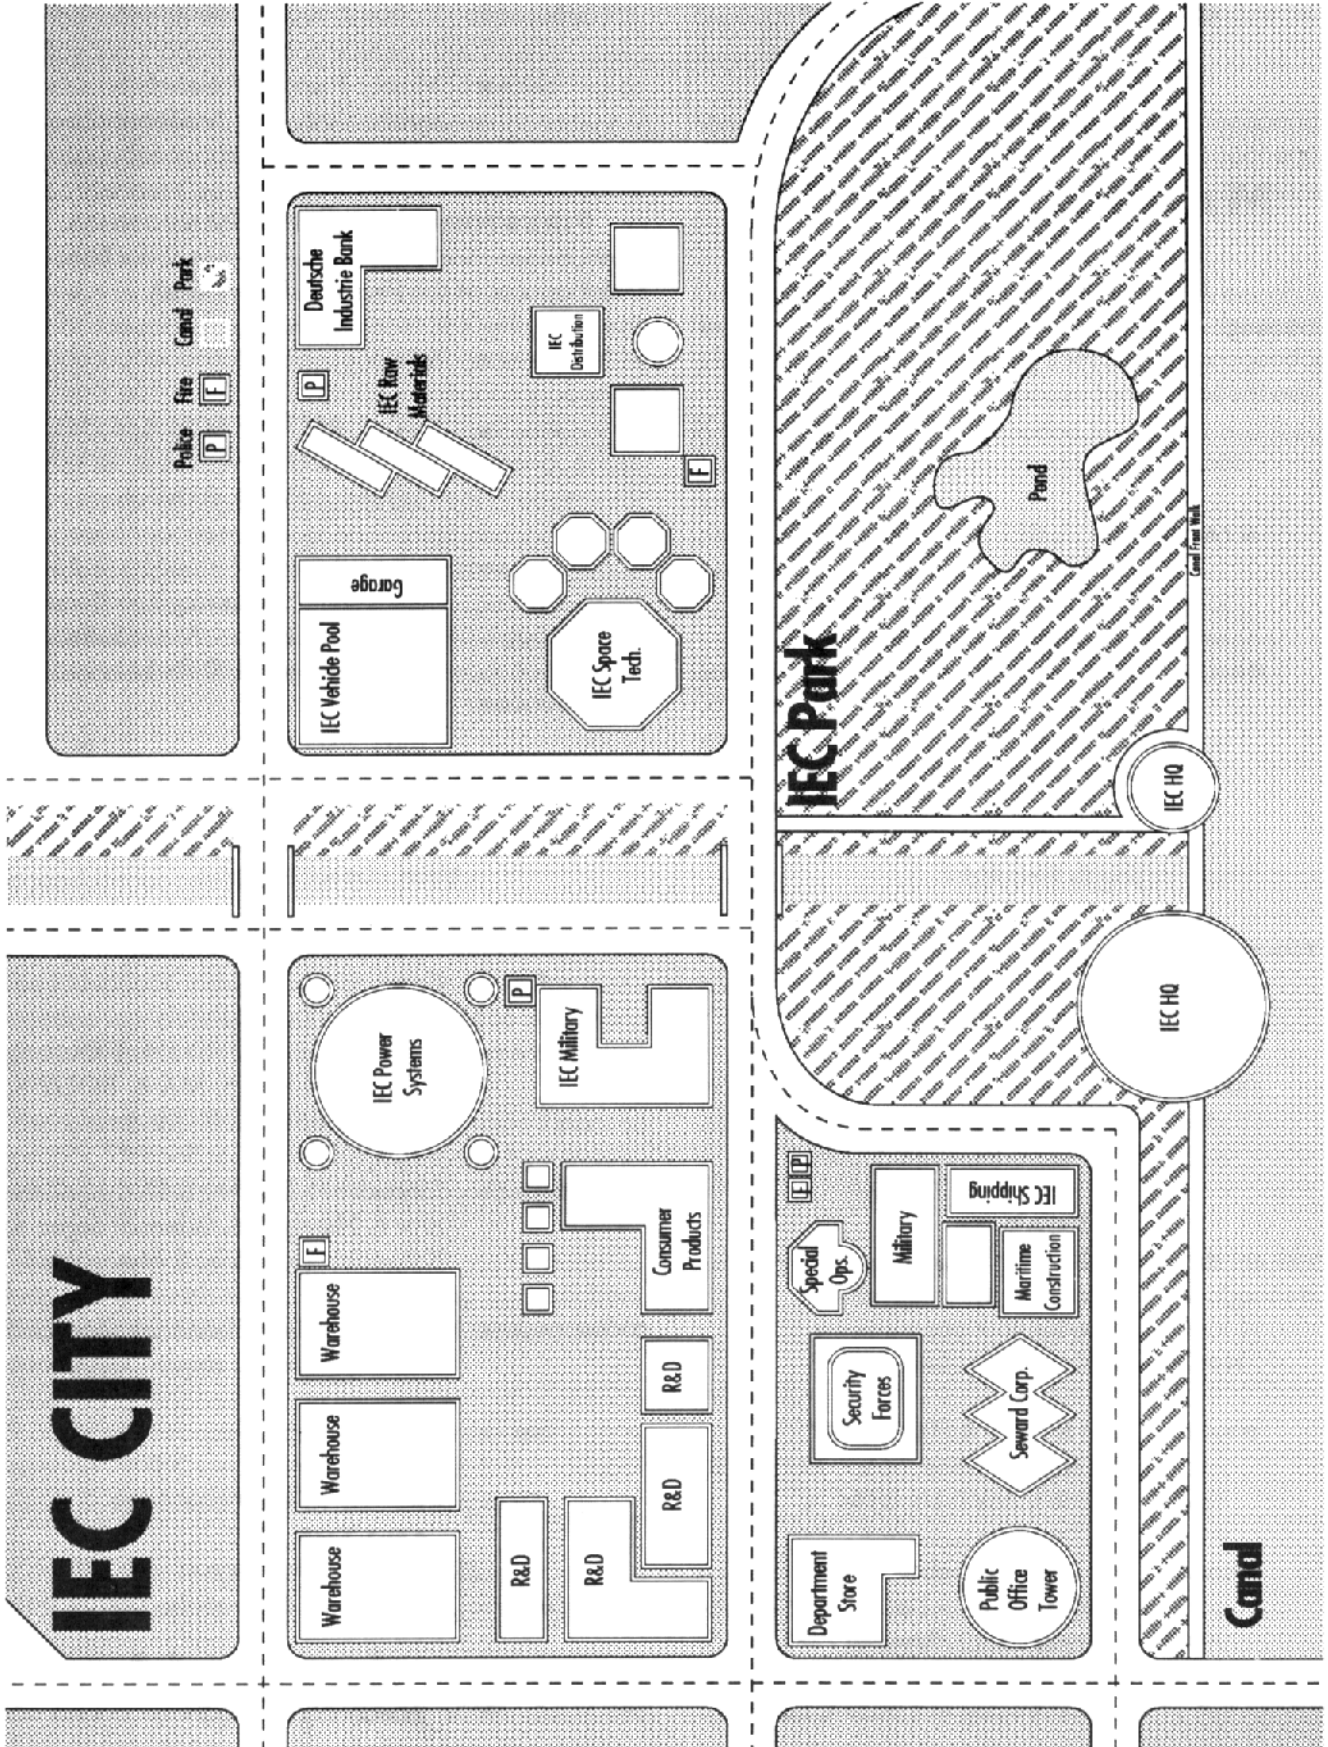 IEC CITY
Police
Fire
Canal
Park
P
F
Warehouse
Warehouse
Warehouse
F
IEC Power
Systems
P
IEC Military
R&D
R&D
R&D
R&D
Consumer
Products
IEC Vehicle Pool
Garage
IEC Raw
Materials
P
Deutsche
Industrie Bank
IEC Space
Tech.
F
IEC
Distribution
Department
Store
Security
Forces
Special
Ops.
F
P
Military
IEC Shipping
Maritime
Construction
Seward Corp.
Public
Office
Tower
IEC Park
Pond
Canal Front Walk
IEC HQ
IEC HQ
Canal